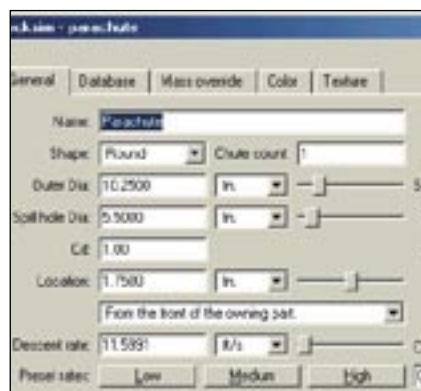 cksim - parachute
General Database Mass override Color Texture
Name: Parachute
Shape: Round Chute count: 1
Outer Dia: 10.2500 In. S
Spill hole Dia: 5.5000 In.
Cd: 1.00
Location: 1.7500 In.
From the front of the owning part.
Descent rate: 11.5991 ft/s
Preset rates: Low Medium High